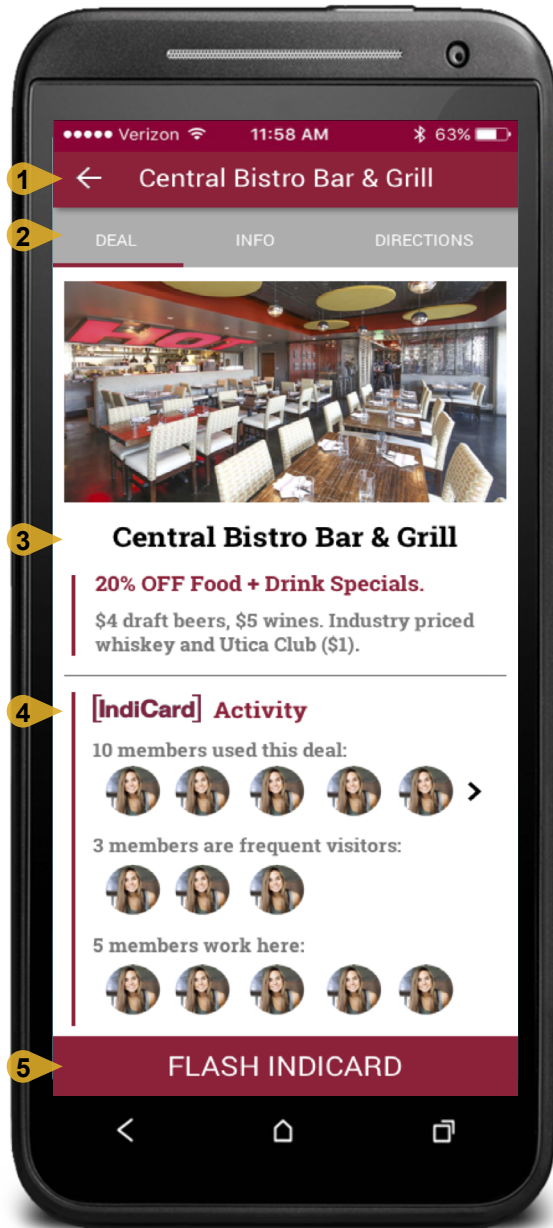 Verizon 11:58 AM 63%
1 Central Bistro Bar & Grill
2 DEAL INFO DIRECTIONS
HOT
3 Central Bistro Bar & Grill
20% OFF Food + Drink Specials.
$4 draft beers, $5 wines. Industry priced
whiskey and Utica Club ($1).
4 [IndiCard] Activity
10 members used this deal:
3 members are frequent visitors:
5 members work here:
5 FLASH INDICARD